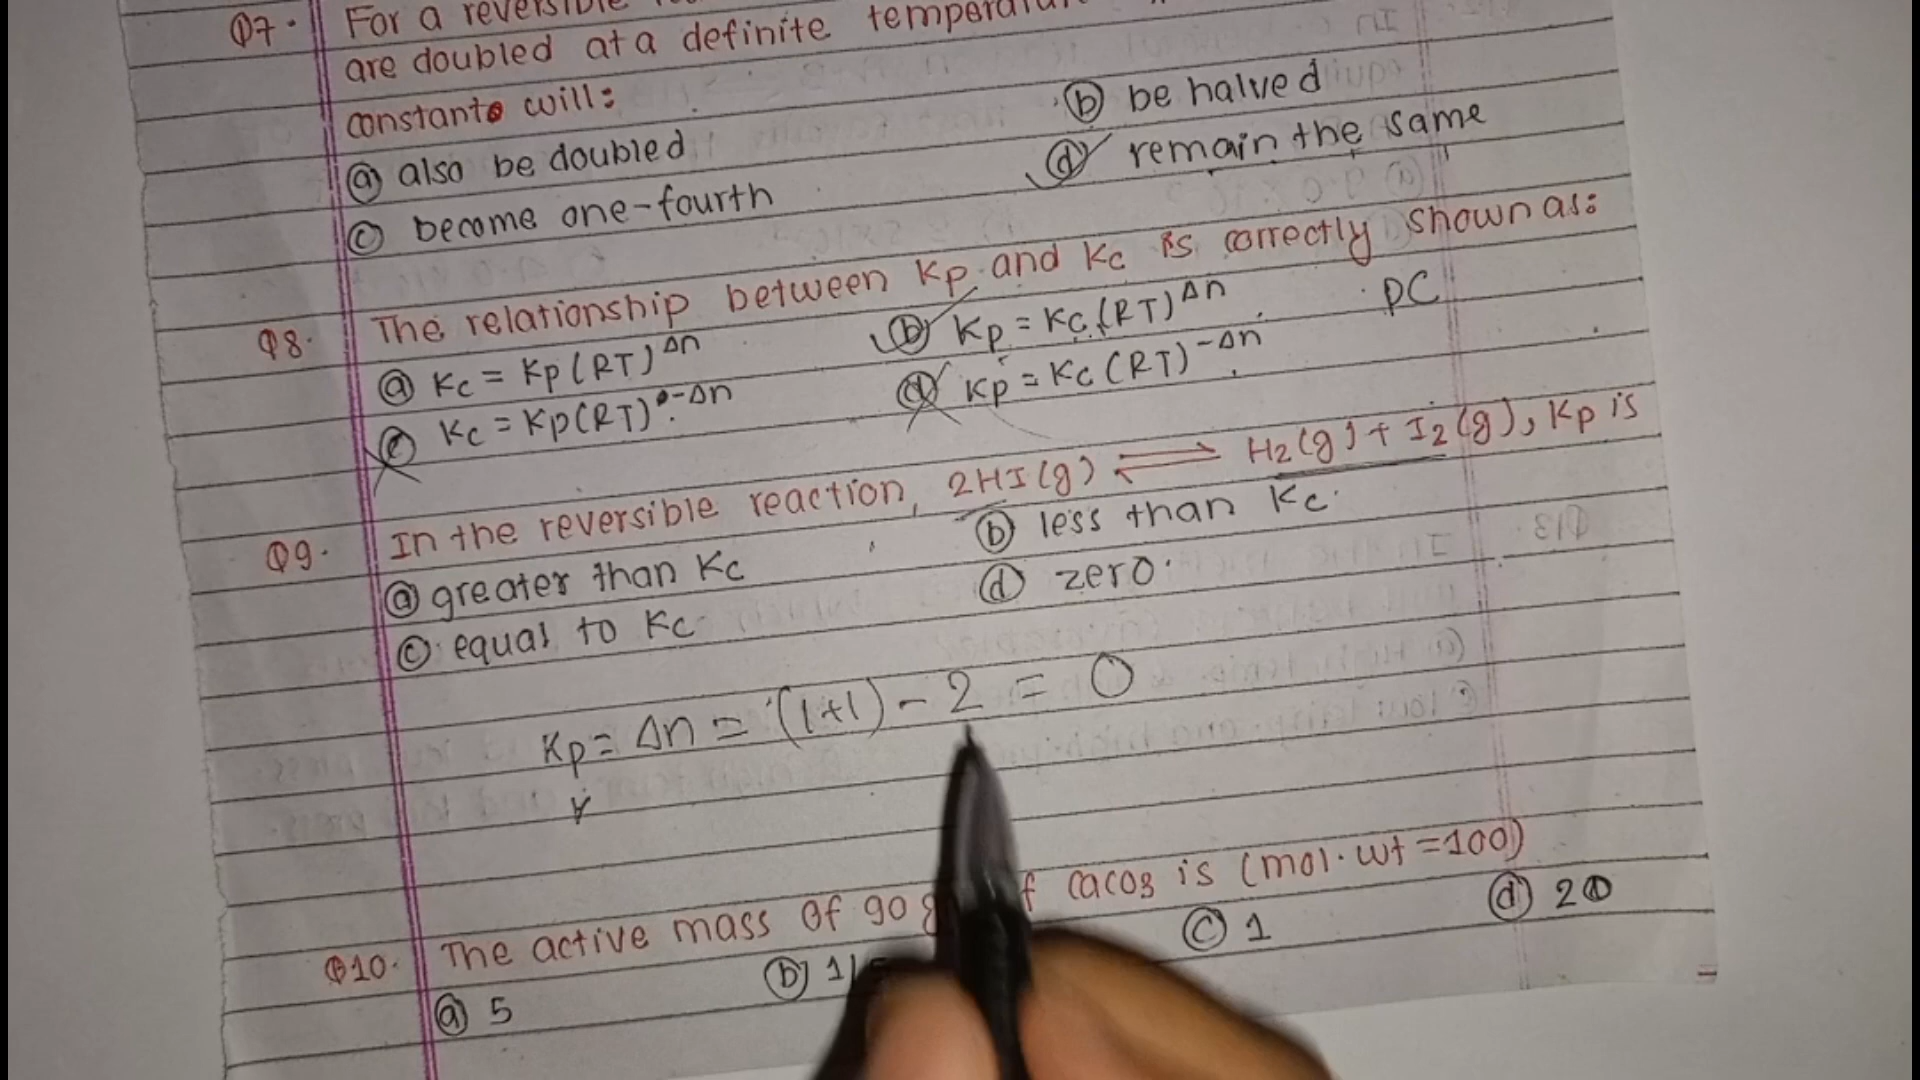 Q7. For a reversible
are doubled at a definite
constants will:
(a) also be doubled (b) be halved
(c) become one-fourth (d) remain the same
Q8. The relationship between Kp and Kc is correctly shown as:
(a) Kc = Kp(RT)^Δn (b) Kp = Kc(RT)^Δn PC
(c) Kc = Kp(RT)^-Δn (d) Kp = Kc(RT)^-Δn
Q9. In the reversible reaction, 2HI(g) ⇌ H2(g) + I2(g), Kp is
(a) greater than Kc (b) less than Kc.
(c) equal to Kc (d) zero.
Kp = Δn = (1+1) - 2 = 0
Q10. The active mass of CaCO3 is (mol. wt = 100)
(a) 5 (b) (c) 1 (d)